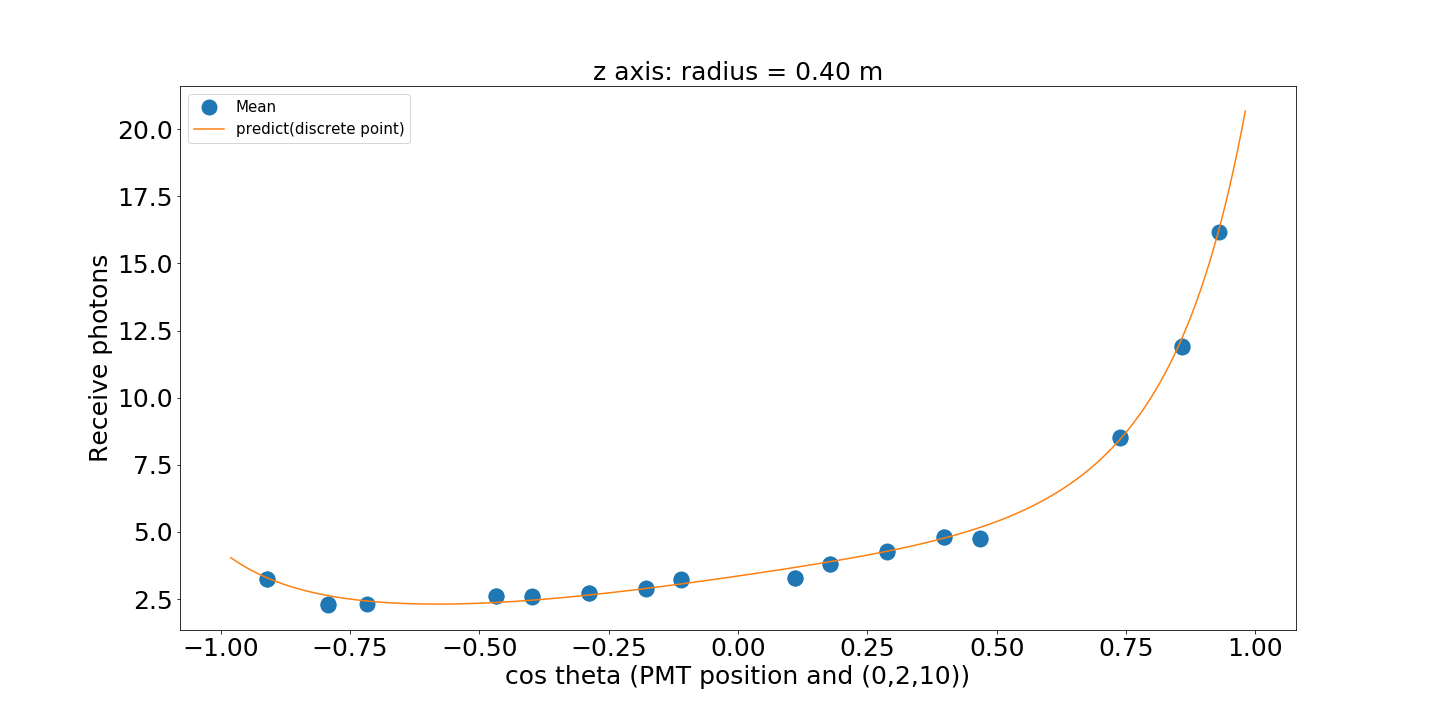 z axis: radius = 0.40 m
Mean
predict(discrete point)
20.0
17.5
15.0
12.5
10.0
7.5
5.0
2.5
Receive photons
−1.00 −0.75 −0.50 −0.25 0.00 0.25 0.50 0.75 1.00
cos theta (PMT position and (0,2,10))